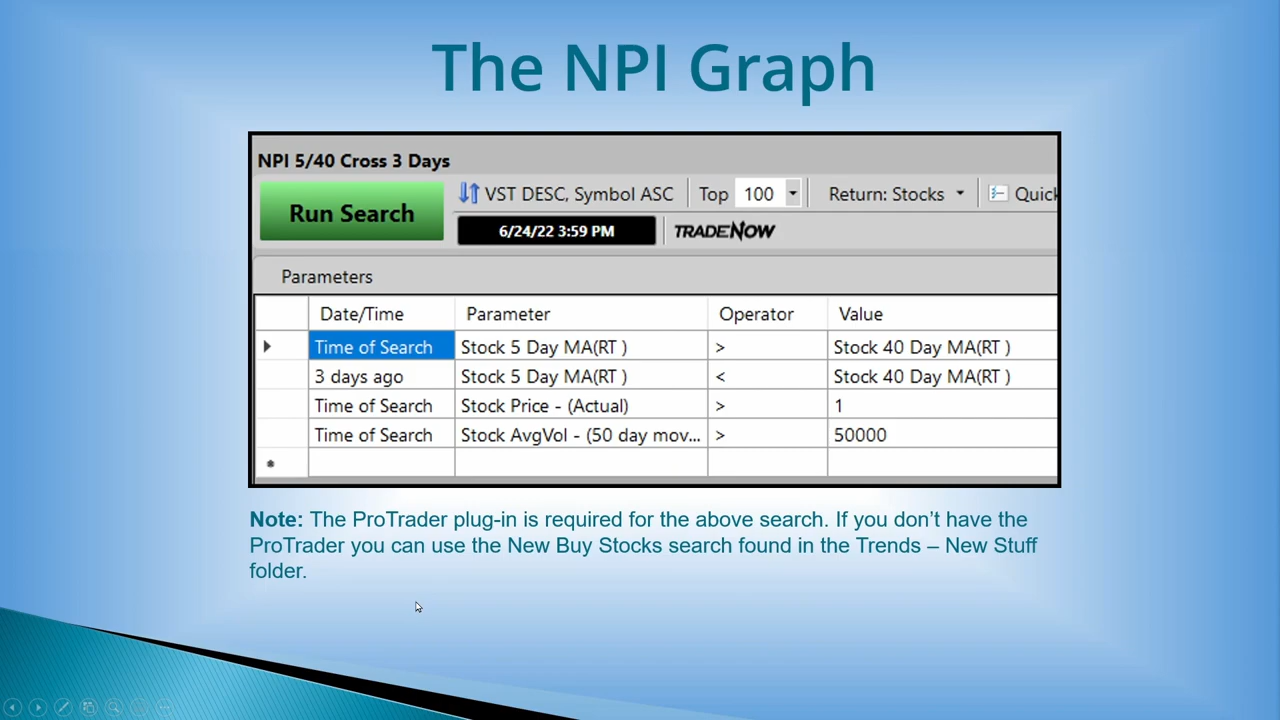 The NPI Graph
NPI 5/40 Cross 3 Days
Run Search
VST DESC, Symbol ASC Top 100 Return: Stocks Quick
6/24/22 3:59 PM TRADENOW
Parameters
Date/Time Parameter Operator Value
Time of Search Stock 5 Day MA(RT ) > Stock 40 Day MA(RT )
3 days ago Stock 5 Day MA(RT ) < Stock 40 Day MA(RT )
Time of Search Stock Price - (Actual) > 1
Time of Search Stock AvgVol - (50 day mov... > 50000
Note: The ProTrader plug-in is required for the above search. If you don’t have the
ProTrader you can use the New Buy Stocks search found in the Trends – New Stuff
folder.